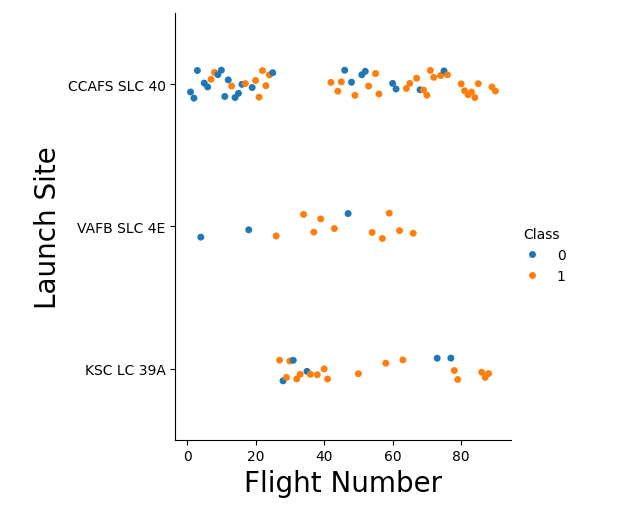 CCAFS SLC 40
VAFB SLC 4E
KSC LC 39A
Launch Site
0 20 40 60 80
Flight Number
Class
0
1